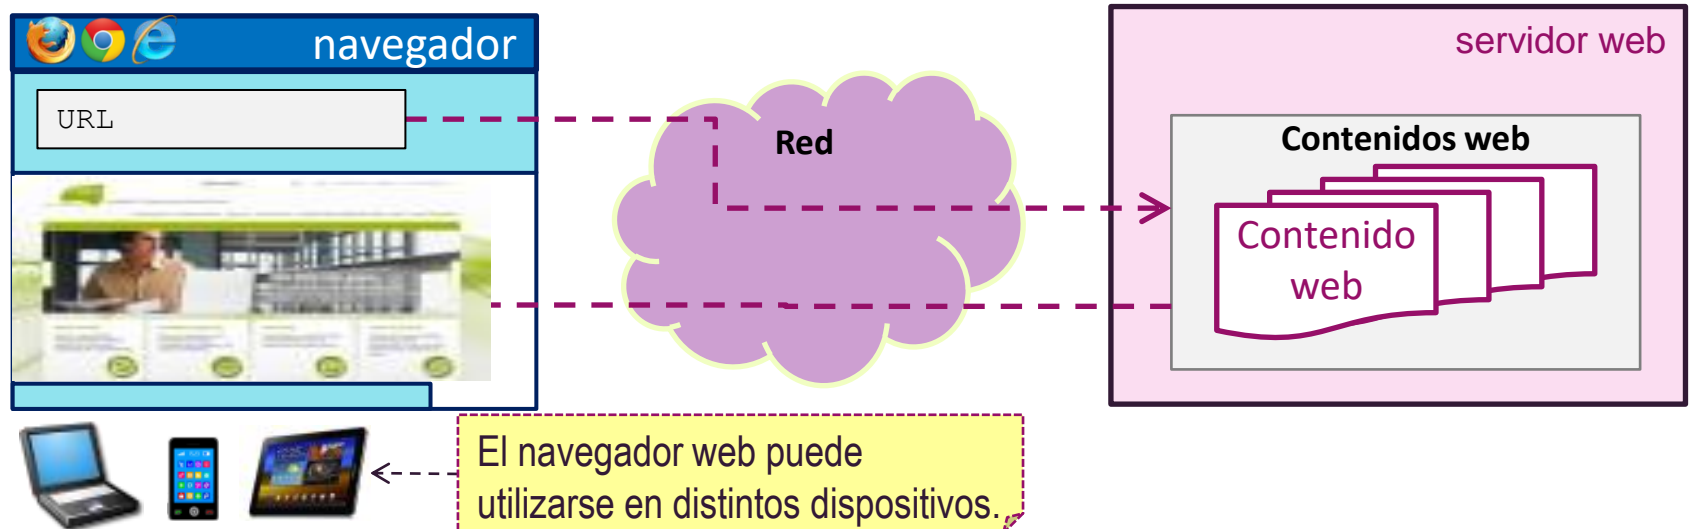 navegador
URL
Red
servidor web
Contenidos web
Contenido
web
El navegador web puede
utilizarse en distintos dispositivos.